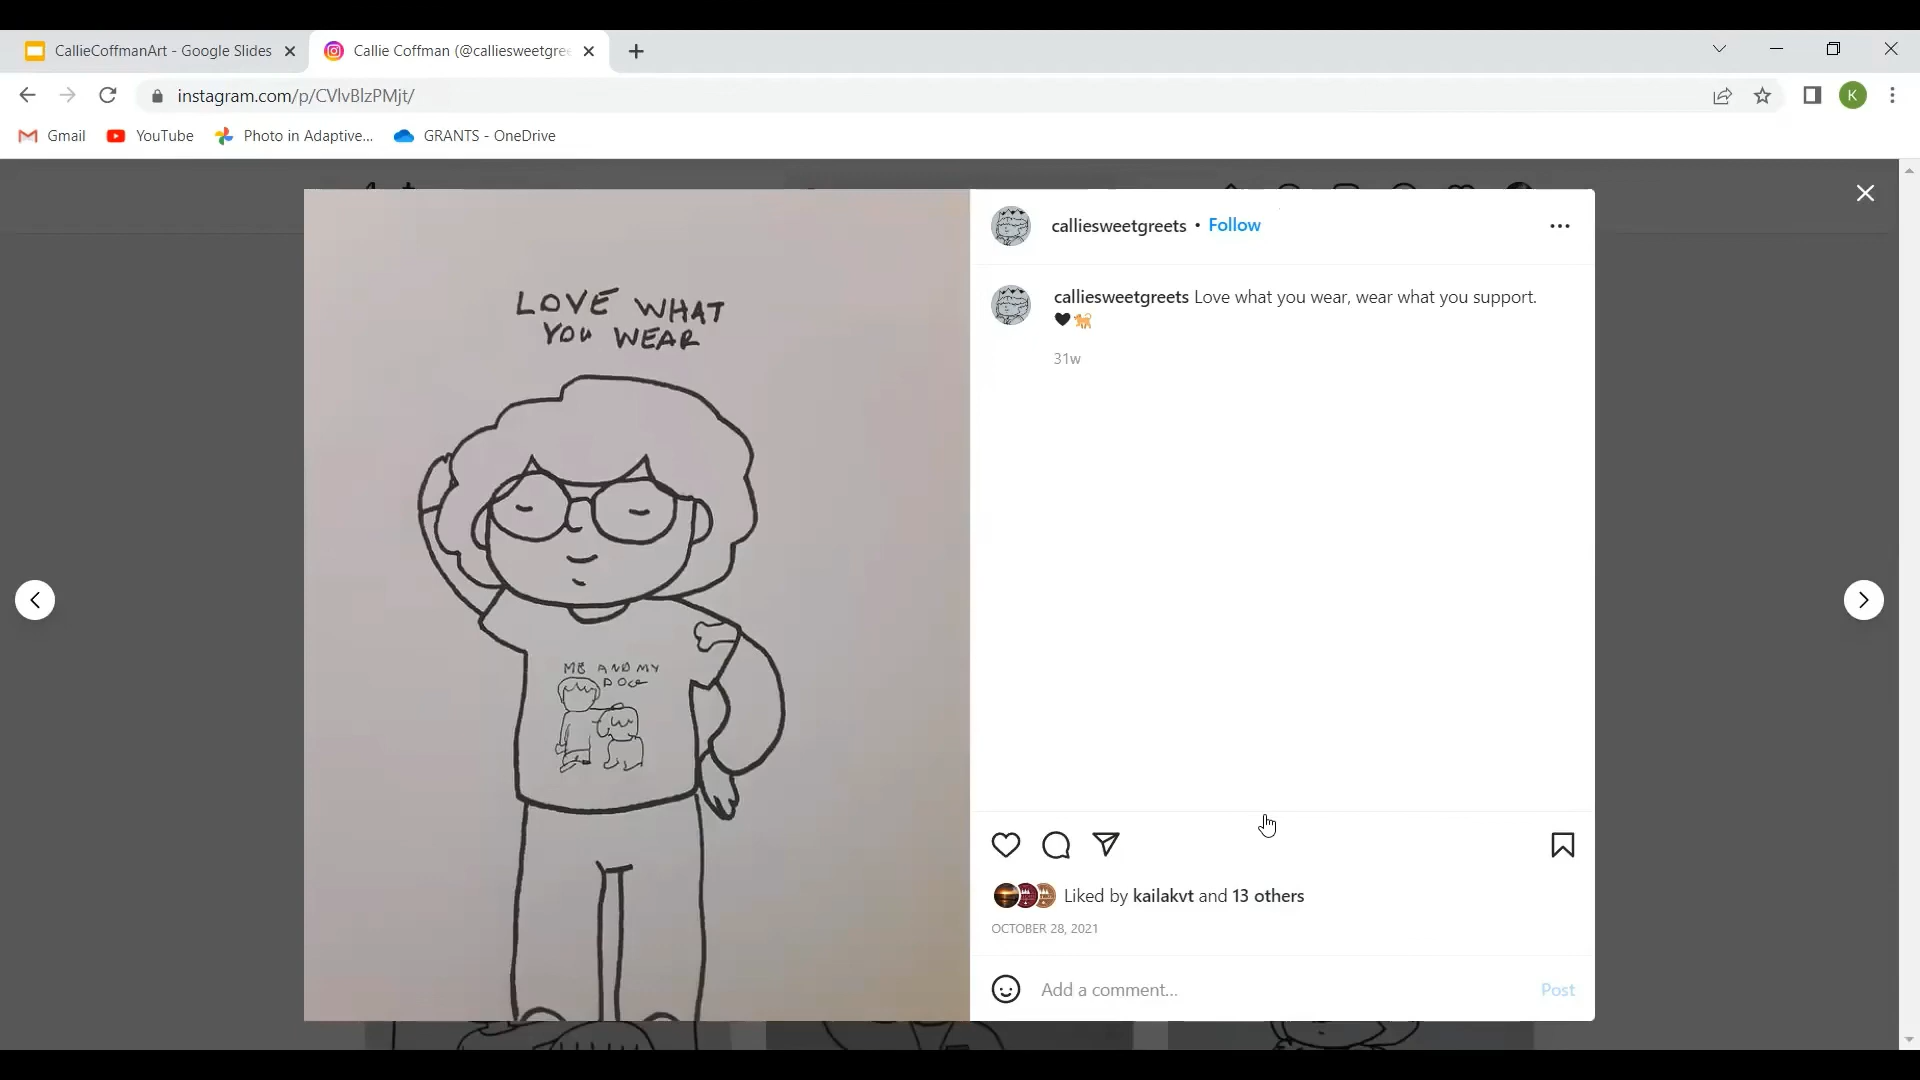 CallieCoffmanArt - Google Slides
Callie Coffman (@calliesweetgree
instagram.com/p/CVlvBlzPMjt/
K
Gmail
YouTube
Photo in Adaptive...
GRANTS - OneDrive
calliesweetgreets • Follow
LOVE WHAT
YOU WEAR
ME AND MY
DOG
calliesweetgreets Love what you wear, wear what you support.
🖤🐈
31w
Liked by kailakvt and 13 others
OCTOBER 28, 2021
Add a comment...
Post